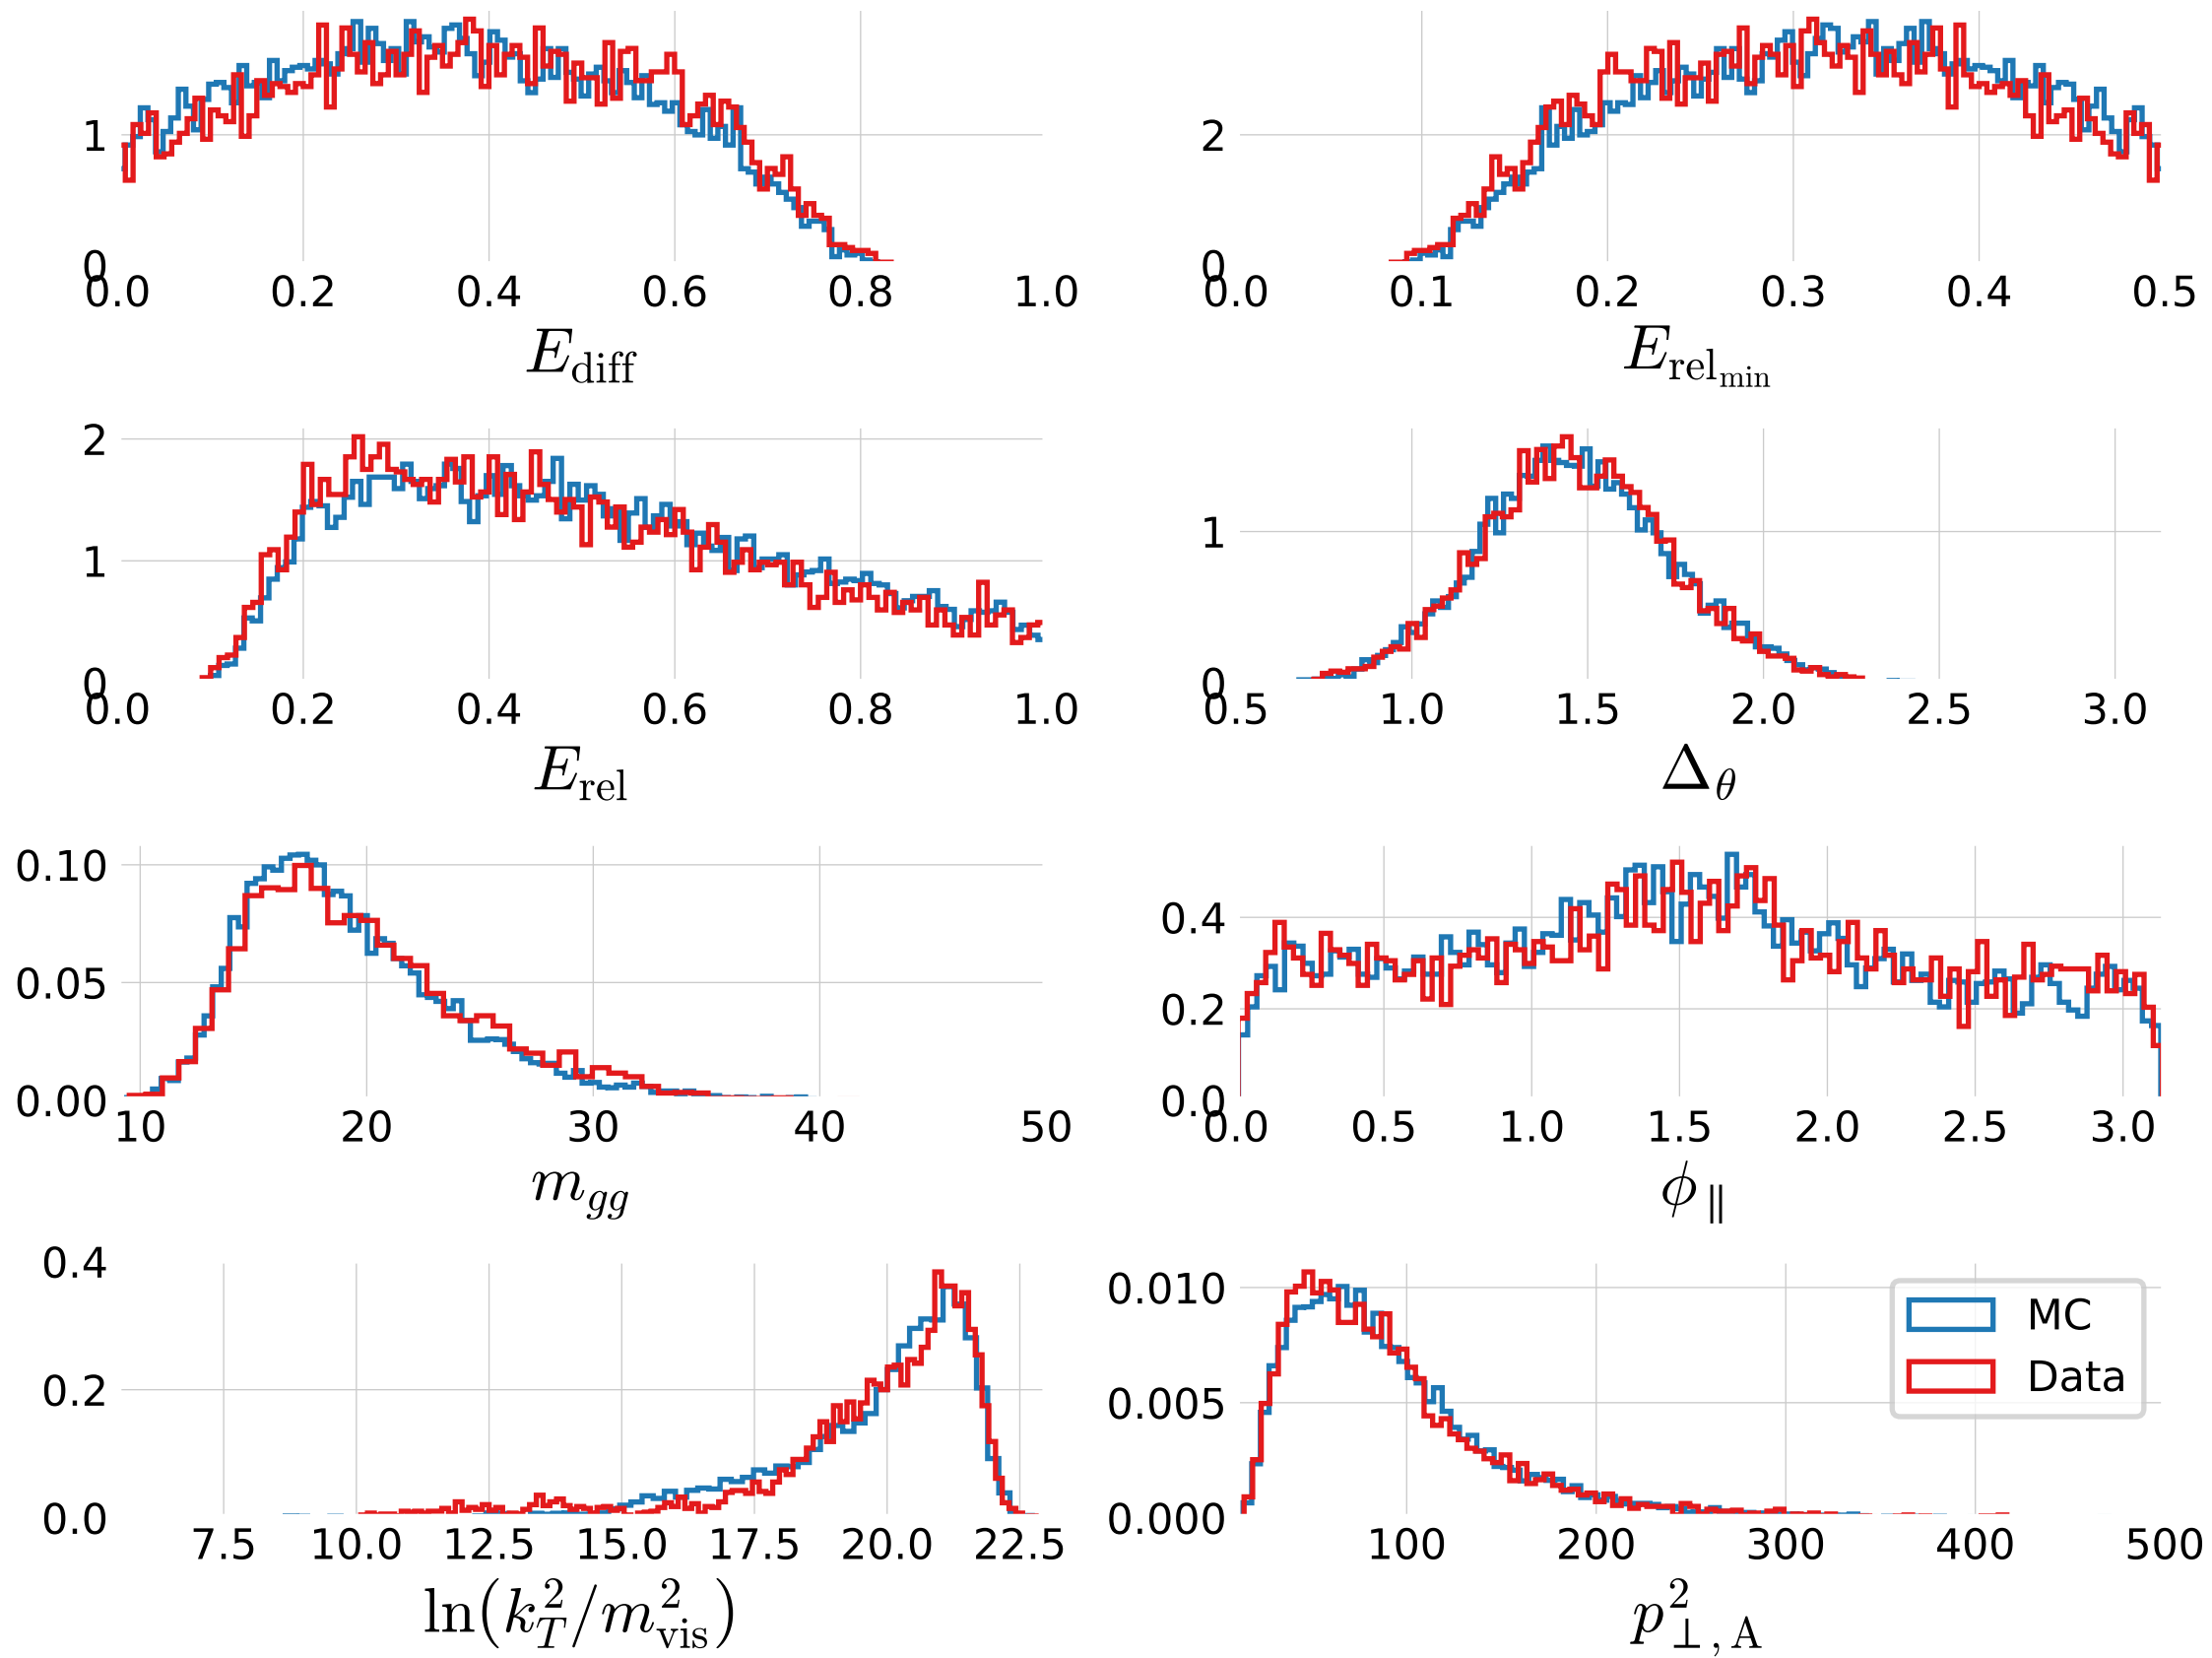 1 2
0 0
0.0 0.2 0.4 0.6 0.8 1.0 0.0 0.1 0.2 0.3 0.4 0.5
E_diff E_rel_min
2
1 1
0 0
0.0 0.2 0.4 0.6 0.8 1.0 0.5 1.0 1.5 2.0 2.5 3.0
E_rel Δ_θ
0.10
0.4
0.05
0.2
0.00 0.0
10 20 30 40 50 0.0 0.5 1.0 1.5 2.0 2.5 3.0
m_gg ϕ_∥
0.4
0.010 MC
0.2 Data
0.005
0.0 0.000
7.5 10.0 12.5 15.0 17.5 20.0 22.5 100 200 300 400 500
ln(k_T^2/m_vis^2) p_⊥,A^2